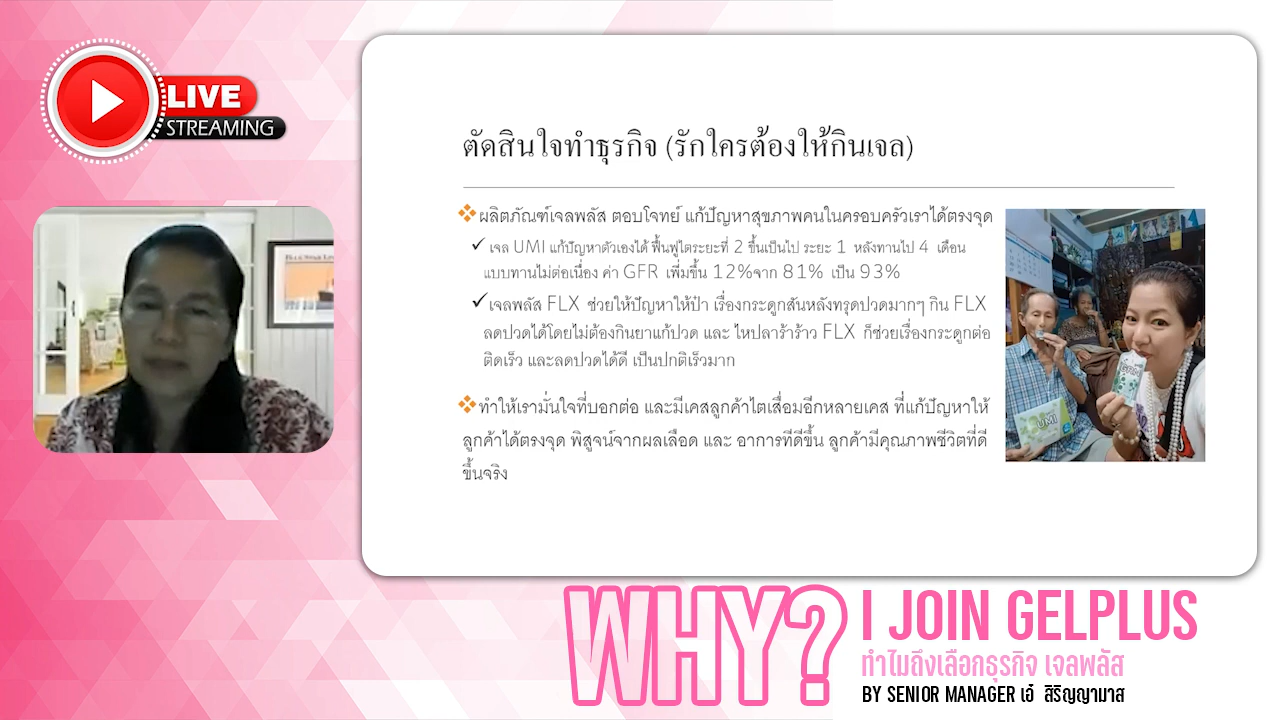 LIVE
STREAMING
ตัดสินใจทำธุรกิจ (รักใครต้องให้กินเจล)
ผลิตภัณฑ์เจลพลัส ตอบโจทย์ แก้ปัญหาสุขภาพคนในครอบครัวเราได้ตรงจุด
เจล UMI แก้ปัญหาตัวเองได้ ฟื้นฟูไตระยะที่ 2 ขึ้นเป็นไป ระยะ 1 หลังทานไป 4 เดือน
แบบทานไม่ต่อเนื่อง ค่า GFR เพิ่มขึ้น 12%จาก 81% เป็น 93%
เจลพลัส FLX ช่วยให้ปัญหาให้ป้า เรื่องกระดูกสันหลังทรุดปวดมากๆ กิน FLX
ลดปวดได้โดยไม่ต้องกินยาแก้ปวด และ ไหปลาร้าร้าว FLX ก็ช่วยเรื่องกระดูกต่อ
ติดเร็ว และลดปวดได้ดี เป็นปกติเร็วมาก
ทำให้เรามั่นใจที่บอกต่อ และมีเคสลูกค้าไตเสื่อมอีกหลายเคส ที่แก้ปัญหาให้
ลูกค้าได้ตรงจุด พิสูจน์จากผลเลือด และ อาการทีดีขึ้น ลูกค้ามีคุณภาพชีวิตที่ดี
ขึ้นจริง
UMI
WHY?
I JOIN GELPLUS
ทำไมถึงเลือกธุรกิจ เจลพลัส
BY SENIOR MANAGER เอ๋ สิริญญามาส